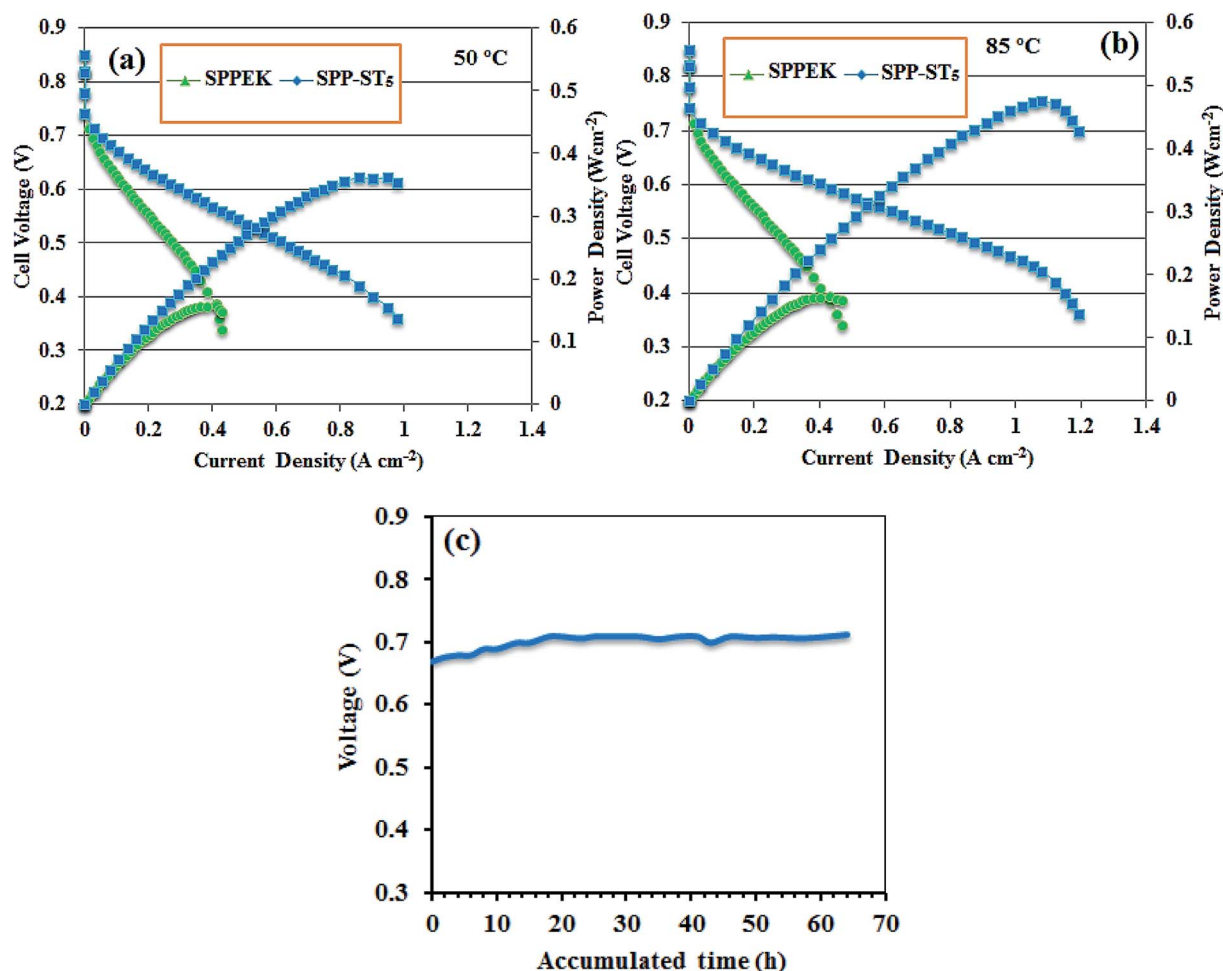 (a)
50 ºC
SPPEK SPP-ST₅
0.9
0.8
0.7
0.6
0.5
0.4
0.3
0.2
Cell Voltage (V)
0.6
0.5
0.4
0.3
0.2
0.1
0
Power Density (Wcm⁻²)
0 0.2 0.4 0.6 0.8 1 1.2 1.4
Current Density (A cm⁻²)
(b)
85 ºC
SPPEK SPP-ST₅
0.9
0.8
0.7
0.6
0.5
0.4
0.3
0.2
Cell Voltage (V)
0.6
0.5
0.4
0.3
0.2
0.1
0
Power Density (Wcm⁻²)
0 0.2 0.4 0.6 0.8 1 1.2 1.4
Current Density (A cm⁻²)
(c)
0.9
0.8
0.7
0.6
0.5
0.4
0.3
Voltage (V)
0 10 20 30 40 50 60 70
Accumulated time (h)